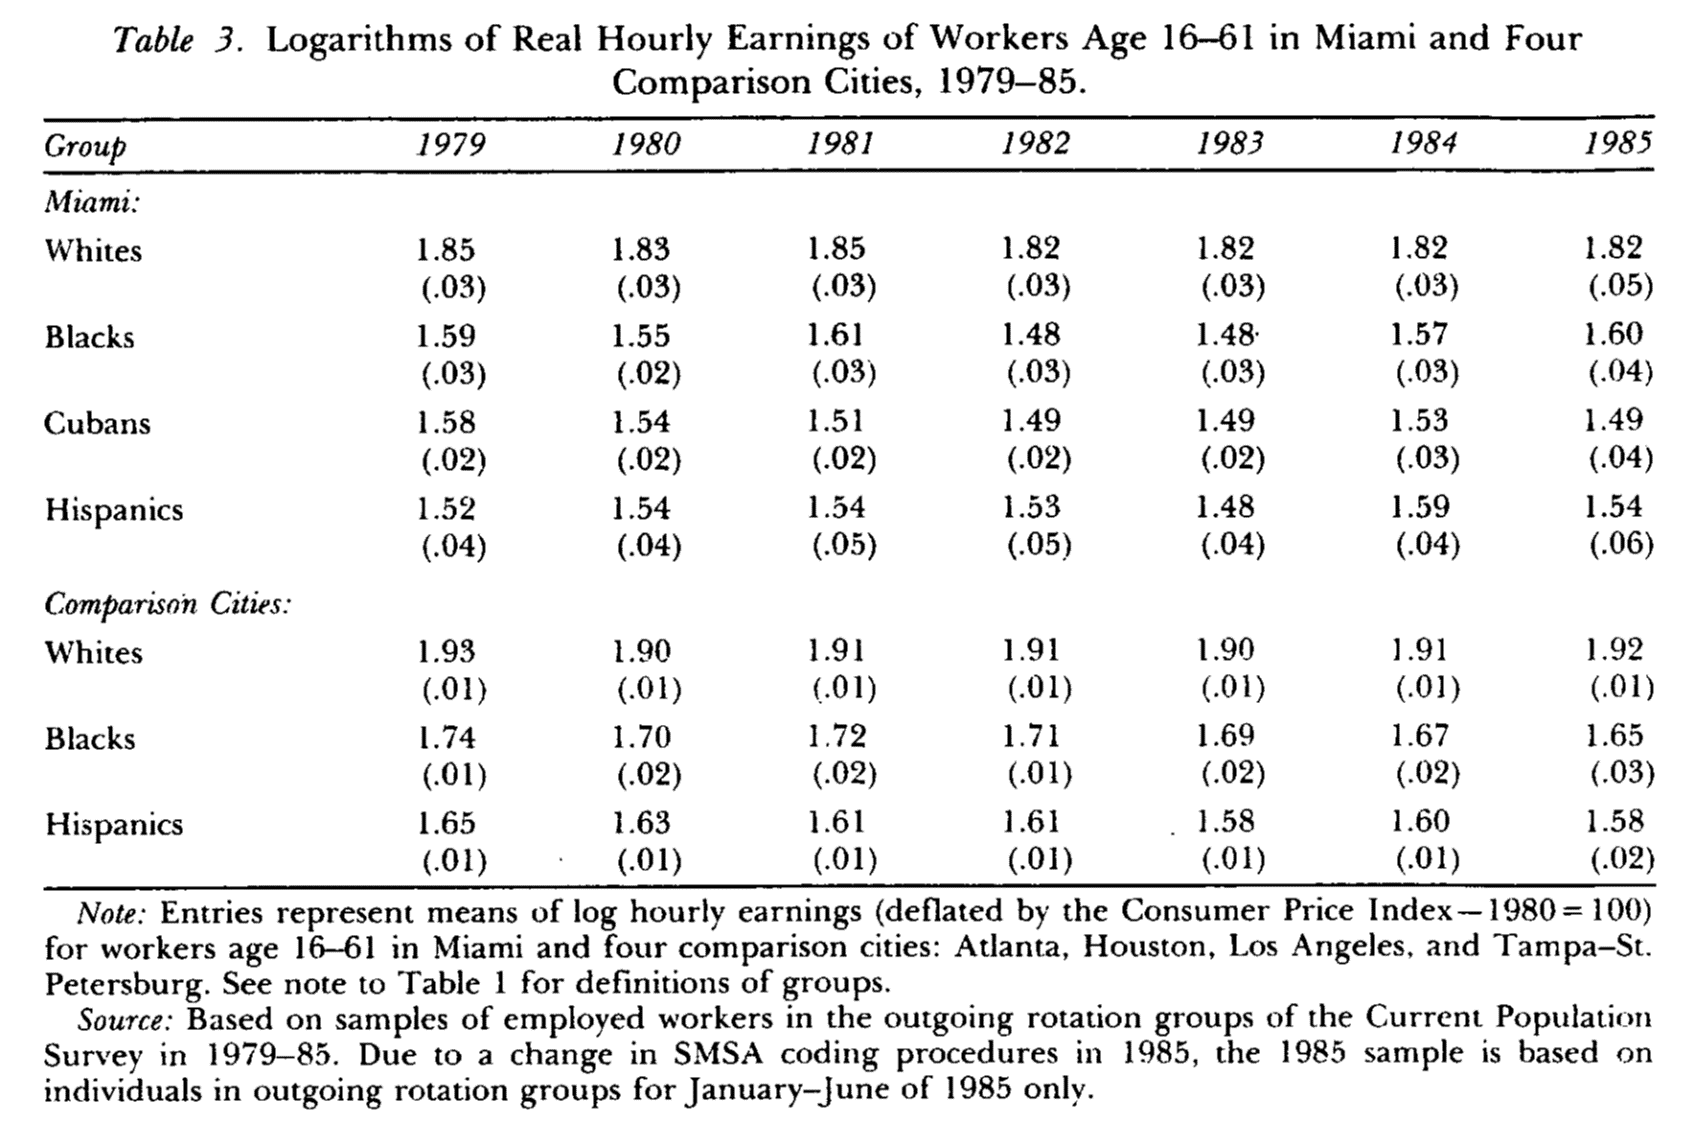 Table 3. Logarithms of Real Hourly Earnings of Workers Age 16–61 in Miami and Four
Comparison Cities, 1979–85.
Group 1979 1980 1981 1982 1983 1984 1985
Miami:
Whites 1.85 1.83 1.85 1.82 1.82 1.82 1.82
(.03) (.03) (.03) (.03) (.03) (.03) (.05)
Blacks 1.59 1.55 1.61 1.48 1.48 1.57 1.60
(.03) (.02) (.03) (.03) (.03) (.03) (.04)
Cubans 1.58 1.54 1.51 1.49 1.49 1.53 1.49
(.02) (.02) (.02) (.02) (.02) (.03) (.04)
Hispanics 1.52 1.54 1.54 1.53 1.48 1.59 1.54
(.04) (.04) (.05) (.05) (.04) (.04) (.06)
Comparison Cities:
Whites 1.93 1.90 1.91 1.91 1.90 1.91 1.92
(.01) (.01) (.01) (.01) (.01) (.01) (.01)
Blacks 1.74 1.70 1.72 1.71 1.69 1.67 1.65
(.01) (.02) (.02) (.01) (.02) (.02) (.03)
Hispanics 1.65 1.63 1.61 1.61 1.58 1.60 1.58
(.01) (.01) (.01) (.01) (.01) (.01) (.02)
Note: Entries represent means of log hourly earnings (deflated by the Consumer Price Index—1980=100)
for workers age 16–61 in Miami and four comparison cities: Atlanta, Houston, Los Angeles, and Tampa–St.
Petersburg. See note to Table 1 for definitions of groups.
Source: Based on samples of employed workers in the outgoing rotation groups of the Current Population
Survey in 1979–85. Due to a change in SMSA coding procedures in 1985, the 1985 sample is based on
individuals in outgoing rotation groups for January–June of 1985 only.